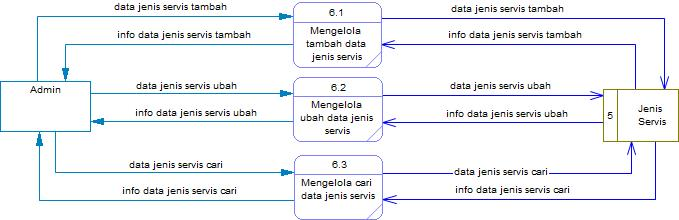 data jenis servis tambah
6.1
data jenis servis tambah
Mengelola
tambah data
jenis servis
info data jenis servis tambah
info data jenis servis tambah
Admin
data jenis servis ubah
6.2
data jenis servis ubah
Mengelola
ubah data jenis
servis
info data jenis servis ubah
info data jenis servis ubah
5
Jenis
Servis
data jenis servis cari
6.3
data jenis servis cari
Mengelola cari
data jenis servis
info data jenis servis cari
info data jenis servis cari